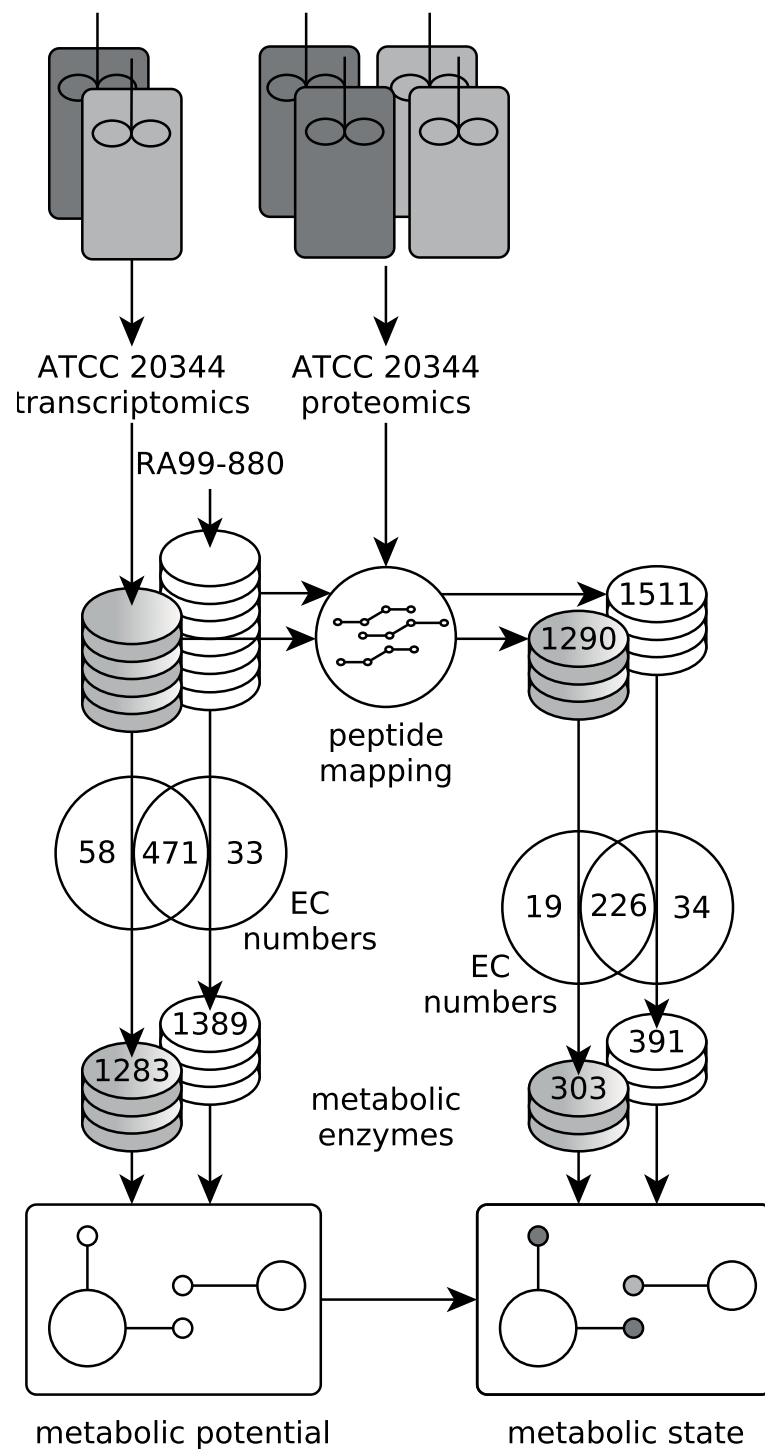 ATCC 20344
transcriptomics
ATCC 20344
proteomics
RA99-880
1511
1290
peptide
mapping
58
471
33
EC
numbers
19
226
34
EC
numbers
1389
1283
391
303
metabolic
enzymes
metabolic potential
metabolic state